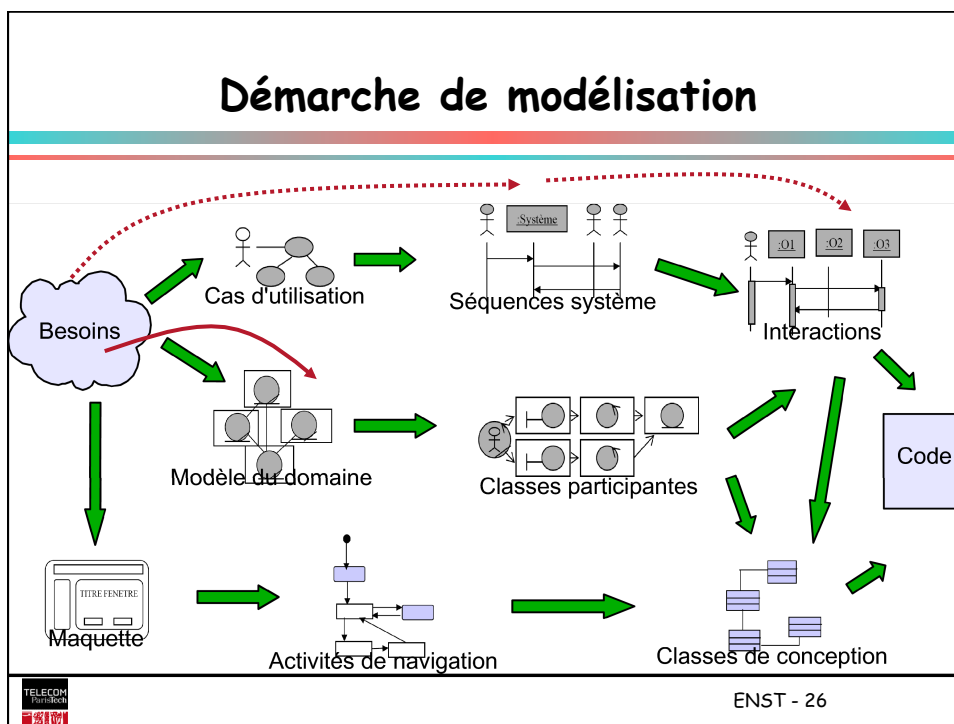 Démarche de modélisation
:Système
:O1
:O2
:O3
Cas d'utilisation
Séquences système
Interactions
Besoins
Modèle du domaine
Classes participantes
Code
TITRE FENETRE
Maquette
Activités de navigation
Classes de conception
TELECOM
ParisTech
ENST - 26